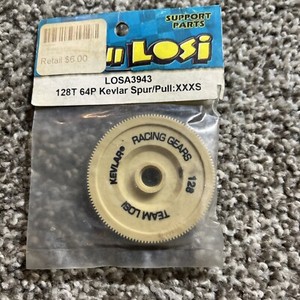 SUPPORT
PARTS
LOSI
Retail $6.00
LOSA3943
128T 64P Kevlar Spur/Pull:XXXS
RACING GEARS
KEVLAR®
128
TEAM LOSI